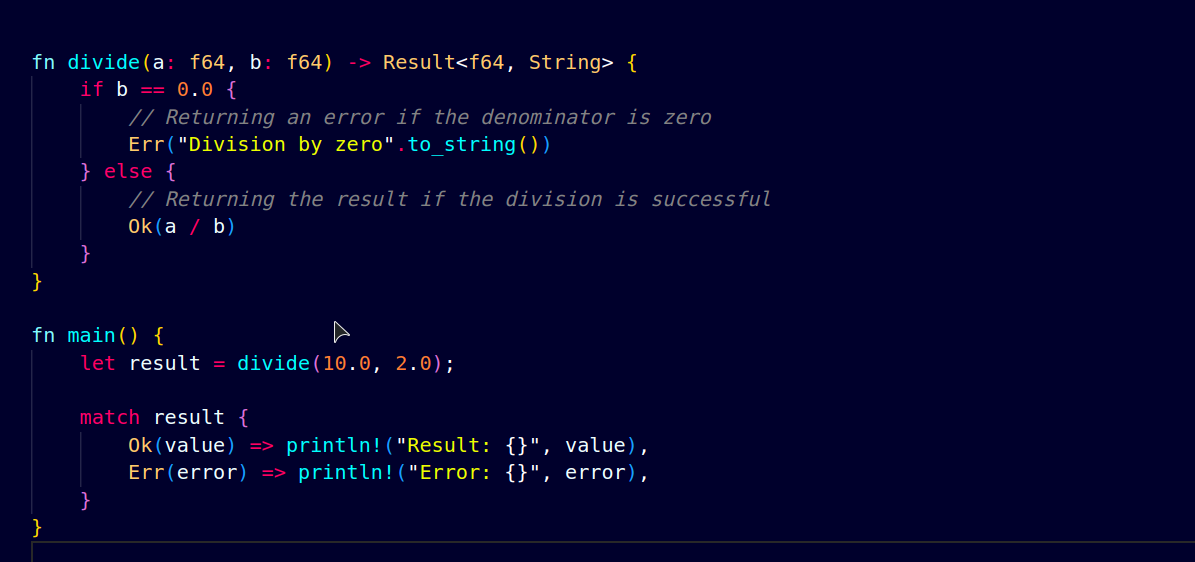 fn divide(a: f64, b: f64) -> Result<f64, String> {
    if b == 0.0 {
        // Returning an error if the denominator is zero
        Err("Division by zero".to_string())
    } else {
        // Returning the result if the division is successful
        Ok(a / b)
    }
}

fn main() {
    let result = divide(10.0, 2.0);

    match result {
        Ok(value) => println!("Result: {}", value),
        Err(error) => println!("Error: {}", error),
    }
}